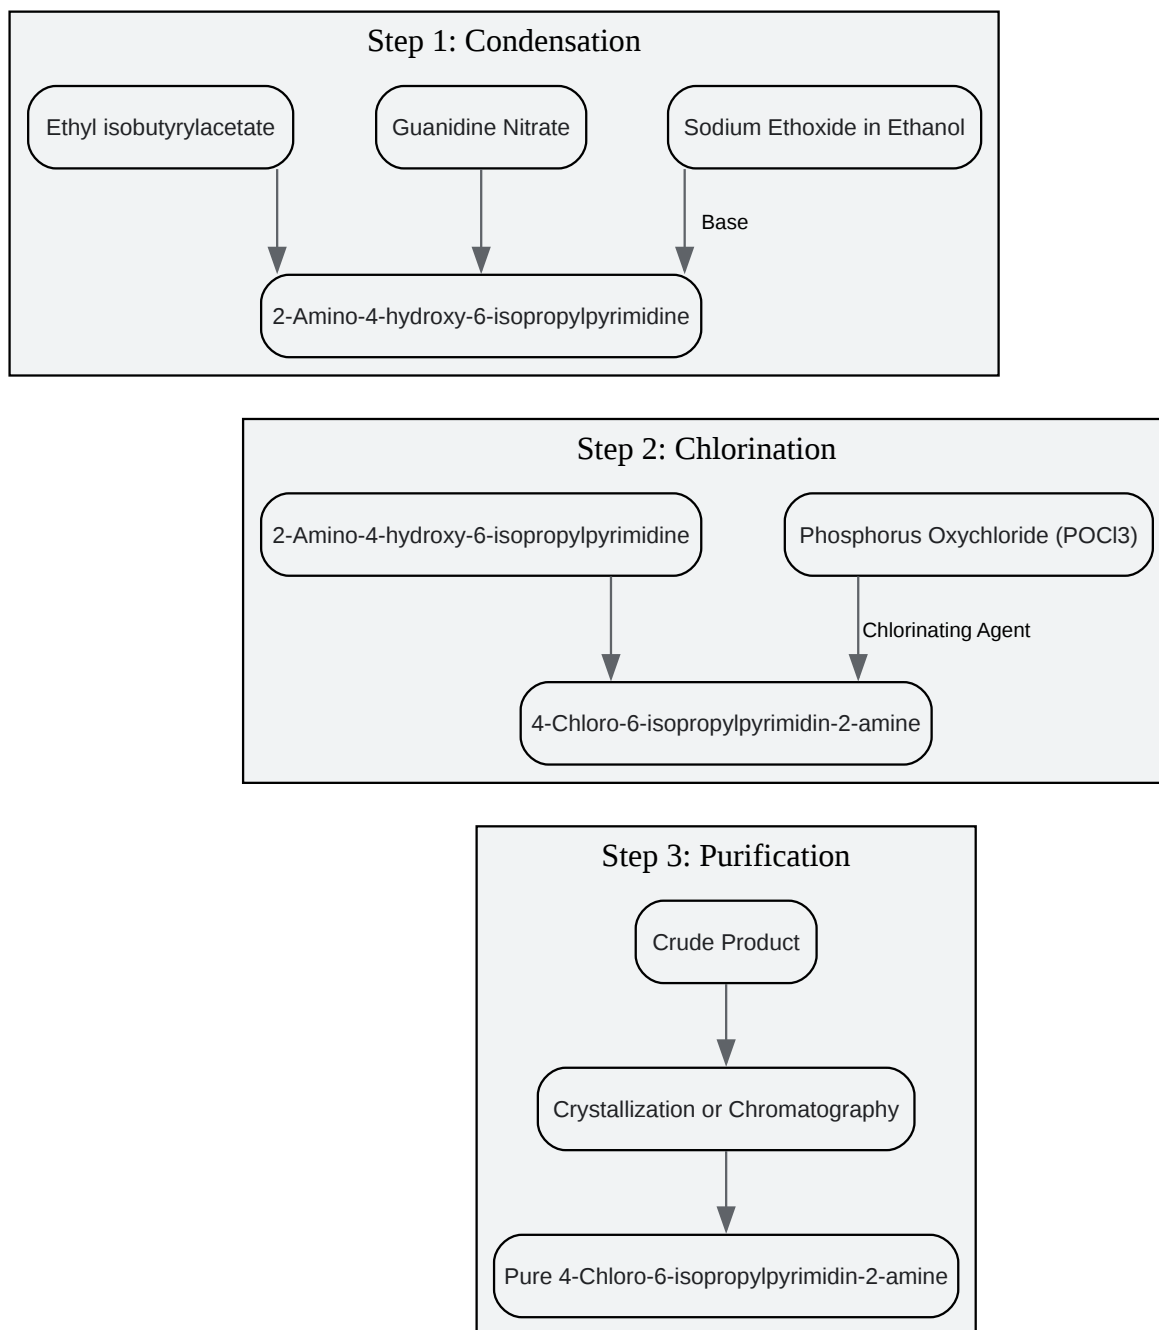 Step 1: Condensation
Ethyl isobutyrylacetate
Guanidine Nitrate
Sodium Ethoxide in Ethanol
Base
2-Amino-4-hydroxy-6-isopropylpyrimidine
Step 2: Chlorination
2-Amino-4-hydroxy-6-isopropylpyrimidine
Phosphorus Oxychloride (POCl3)
Chlorinating Agent
4-Chloro-6-isopropylpyrimidin-2-amine
Step 3: Purification
Crude Product
Crystallization or Chromatography
Pure 4-Chloro-6-isopropylpyrimidin-2-amine